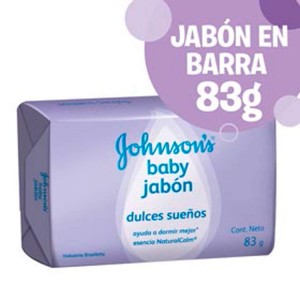 JABÓN EN
BARRA
83g
Johnson's
baby
jabón
dulces sueños
ayuda a dormir mejor*
esencia NaturalCalm®
Industria Brasileña
Cont. Neto
83 g